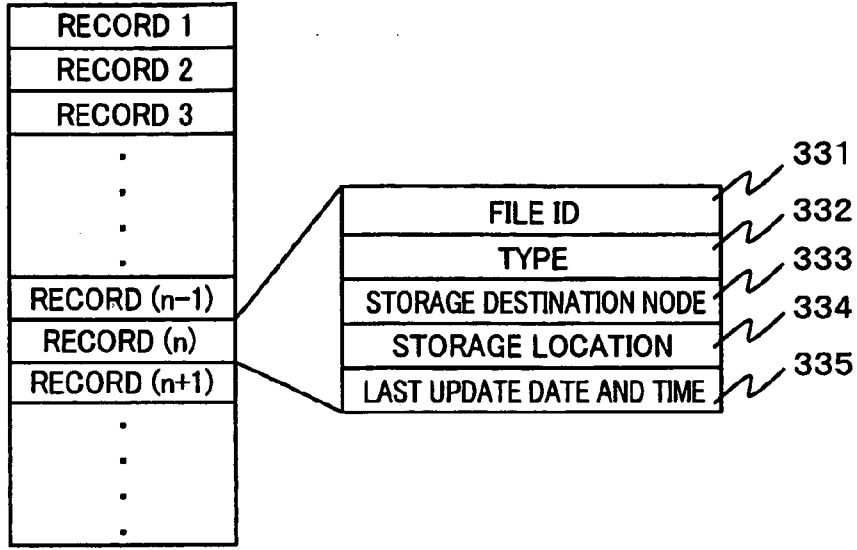 RECORD 1
RECORD 2
RECORD 3
RECORD (n-1)
RECORD (n)
RECORD (n+1)
FILE ID
TYPE
STORAGE DESTINATION NODE
STORAGE LOCATION
LAST UPDATE DATE AND TIME
331
332
333
334
335